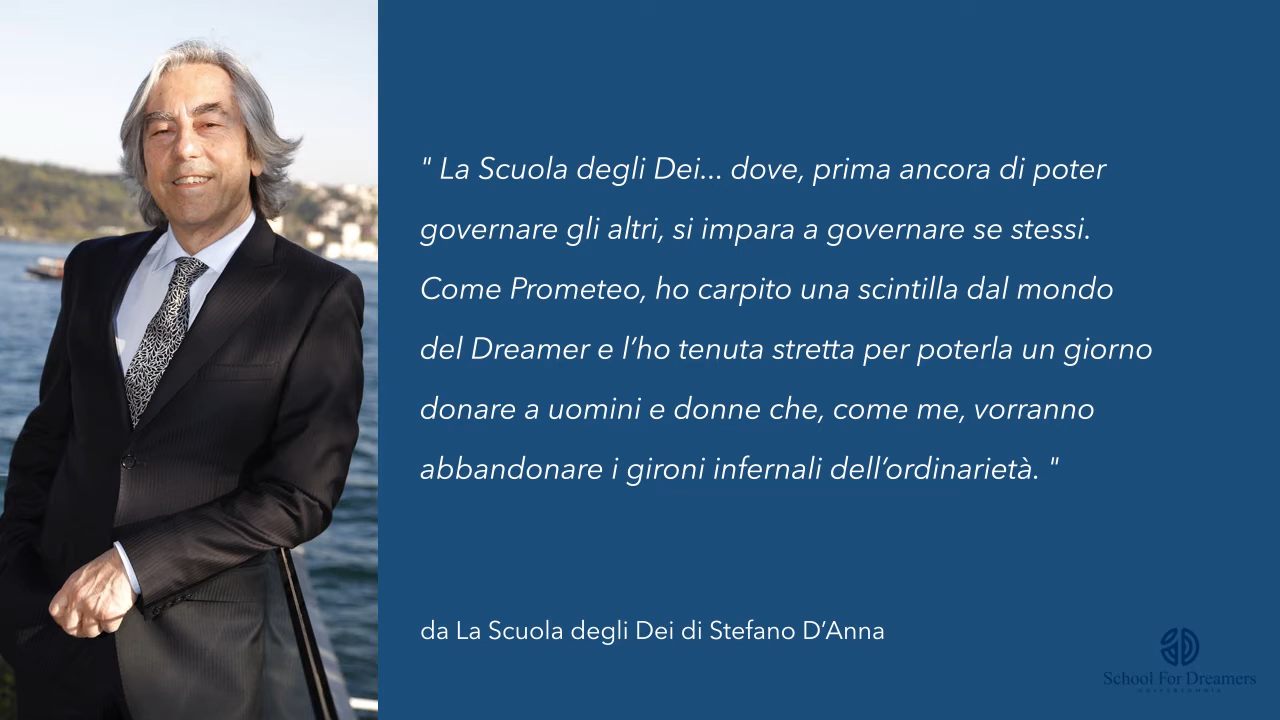 " La Scuola degli Dei... dove, prima ancora di poter
governare gli altri, si impara a governare se stessi.
Come Prometeo, ho carpito una scintilla dal mondo
del Dreamer e l’ho tenuta stretta per poterla un giorno
donare a uomini e donne che, come me, vorranno
abbandonare i gironi infernali dell’ordinarietà. "
da La Scuola degli Dei di Stefano D’Anna
School For Dreamers